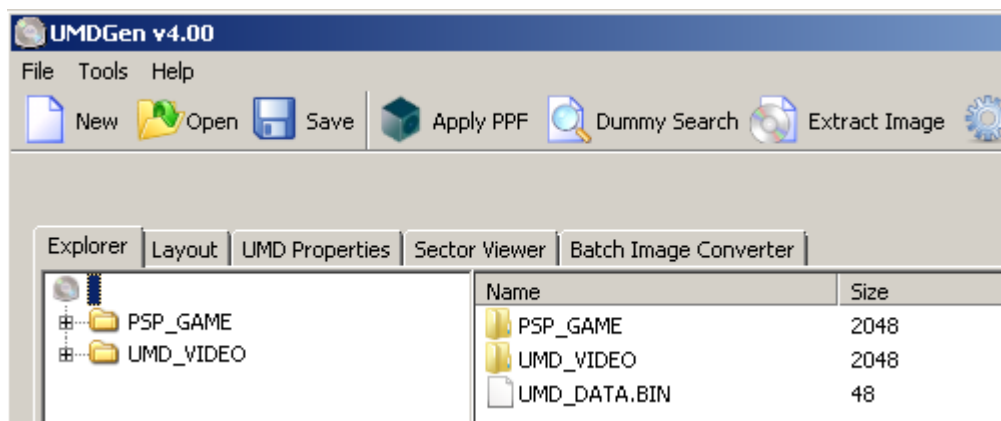 UMDGen v4.00
File Tools Help
New Open Save Apply PPF Dummy Search Extract Image
Explorer Layout UMD Properties Sector Viewer Batch Image Converter
Name Size
PSP_GAME PSP_GAME 2048
UMD_VIDEO UMD_VIDEO 2048
UMD_DATA.BIN 48